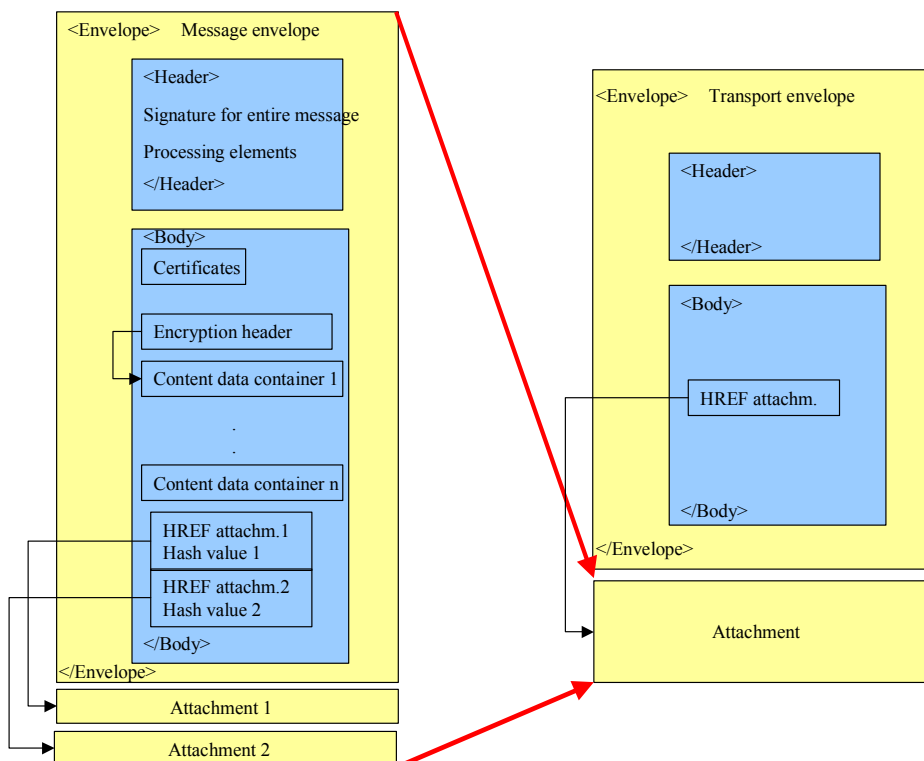 <Envelope> Message envelope
<Header>
Signature for entire message
Processing elements
</Header>
<Body>
Certificates
Encryption header
Content data container 1
.
.
Content data container n
HREF attachm.1
Hash value 1
HREF attachm.2
Hash value 2
</Body>
</Envelope>
Attachment 1
Attachment 2
<Envelope> Transport envelope
<Header>
</Header>
<Body>
HREF attachm.
</Body>
</Envelope>
Attachment